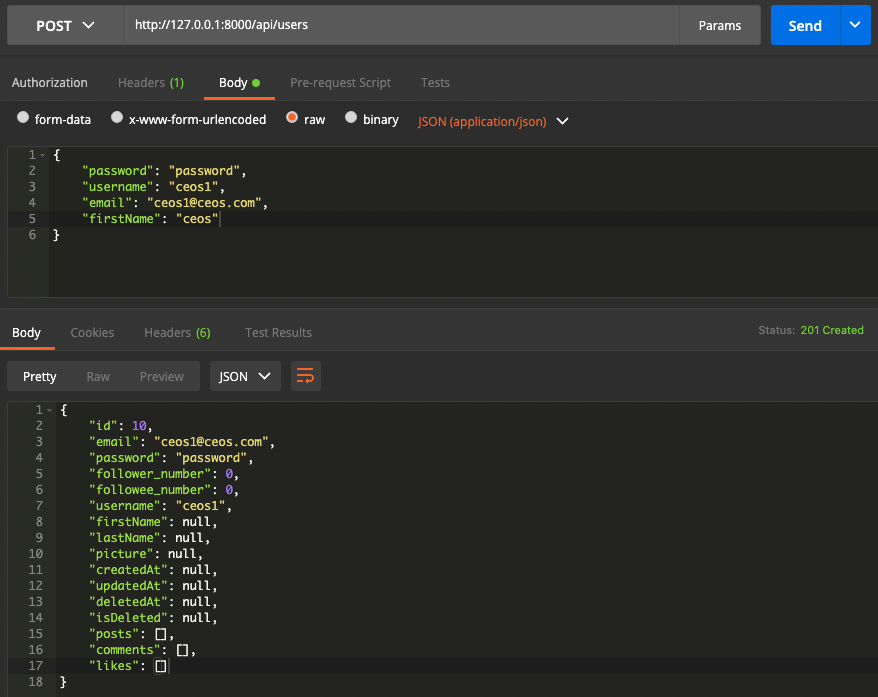 POST http://127.0.0.1:8000/api/users Params Send
Authorization Headers (1) Body Pre-request Script Tests
form-data x-www-form-urlencoded raw binary JSON (application/json)
1 {
2 "password": "password",
3 "username": "ceos1",
4 "email": "ceos1@ceos.com",
5 "firstName": "ceos"
6 }
Body Cookies Headers (6) Test Results Status: 201 Created
Pretty Raw Preview JSON
1 {
2 "id": 10,
3 "email": "ceos1@ceos.com",
4 "password": "password",
5 "follower_number": 0,
6 "followee_number": 0,
7 "username": "ceos1",
8 "firstName": null,
9 "lastName": null,
10 "picture": null,
11 "createdAt": null,
12 "updatedAt": null,
13 "deletedAt": null,
14 "isDeleted": null,
15 "posts": [],
16 "comments": [],
17 "likes": []
18 }